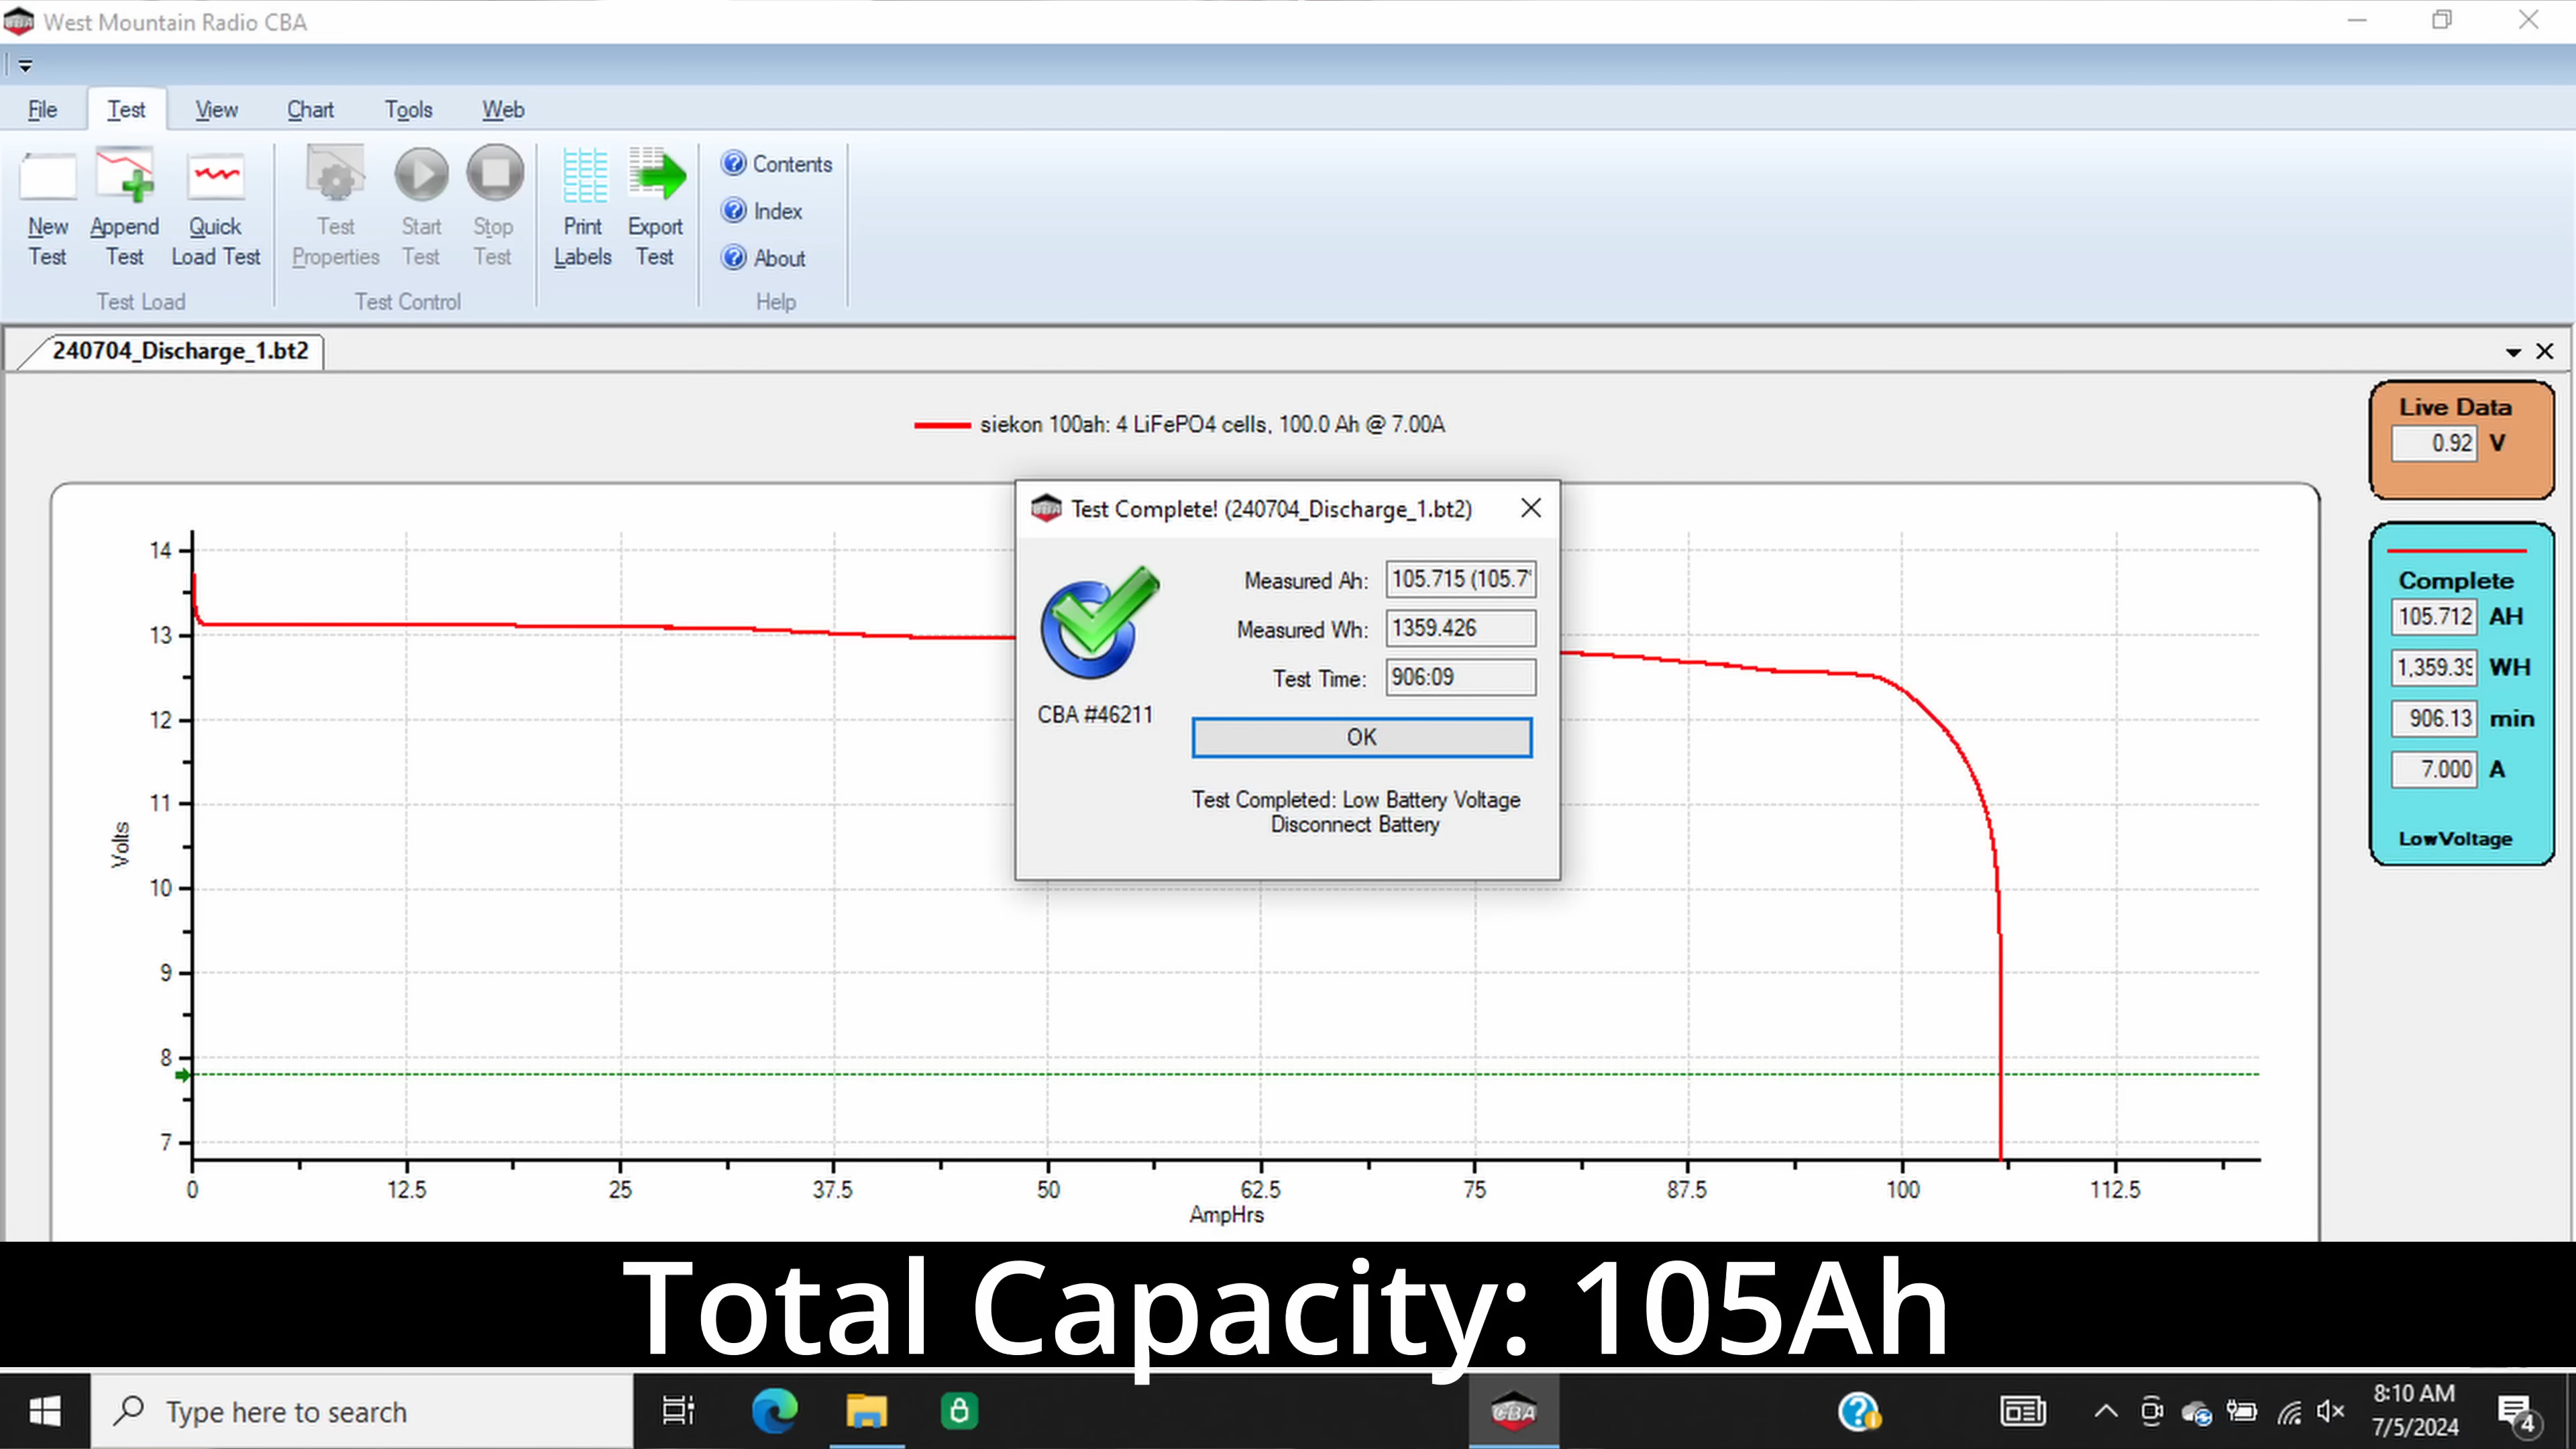 West Mountain Radio CBA
File Test View Chart Tools Web
New Test
Append Test
Quick Load Test
Test Load
Test Properties
Start Test
Stop Test
Test Control
Print Labels
Export Test
Contents
Index
About
Help
240704_Discharge_1.bt2
siekon 100ah: 4 LiFePO4 cells, 100.0 Ah @ 7.00A
Live Data
0.92 V
Complete
105.712 AH
1,359.39 WH
906.13 min
7.000 A
LowVoltage
Test Complete! (240704_Discharge_1.bt2)
Measured Ah: 105.715 (105.7
Measured Wh: 1359.426
Test Time: 906:09
CBA #46211
OK
Test Completed: Low Battery Voltage
Disconnect Battery
Volts
14
13
12
11
10
9
8
7
0 12.5 25 37.5 50 62.5 75 87.5 100 112.5
AmpHrs
Total Capacity: 105Ah
Type here to search
CBA
8:10 AM
7/5/2024
4